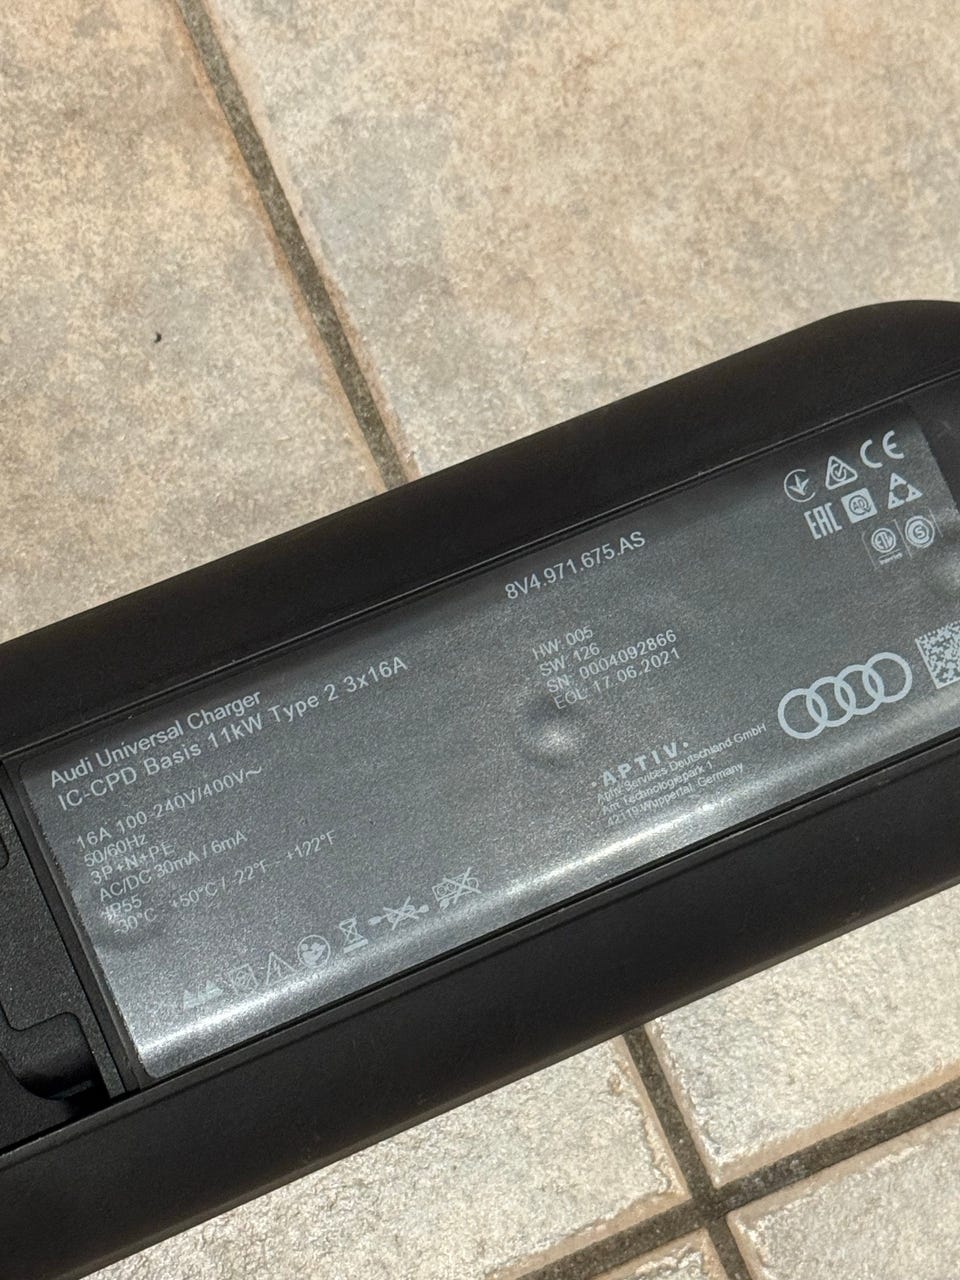 Audi Universal Charger
IC-CPD Basis 11kW Type 2 3x16A
16A 100-240V/400V~
50/60Hz
3P+N+PE
AC/DC 30mA / 6mA
IP55
-30°C - +50°C / -22°F - +122°F
8V4.971.675.AS
HW: 005
SW: 126
SN: 0004092866
EOL: 17.06.2021
• APTIV •
Aptiv Services Deutschland GmbH
Am Technologiepark 1
42119 Wuppertal, Germany
CE
EAC